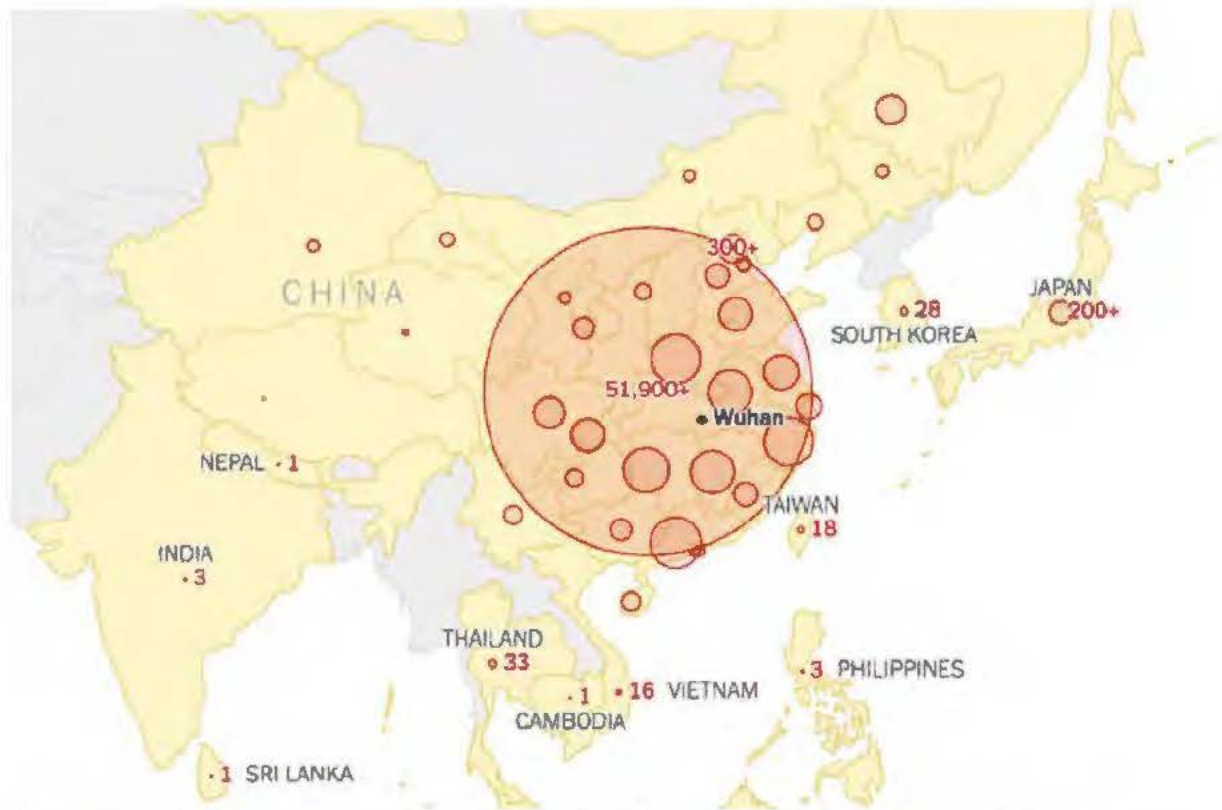 300+
CHINA
JAPAN
200+
28
SOUTH KOREA
51,900+
Wuhan
NEPAL 1
TAIWAN
18
INDIA
3
THAILAND
33
3 PHILIPPINES
16 VIETNAM
1
CAMBODIA
1 SRI LANKA